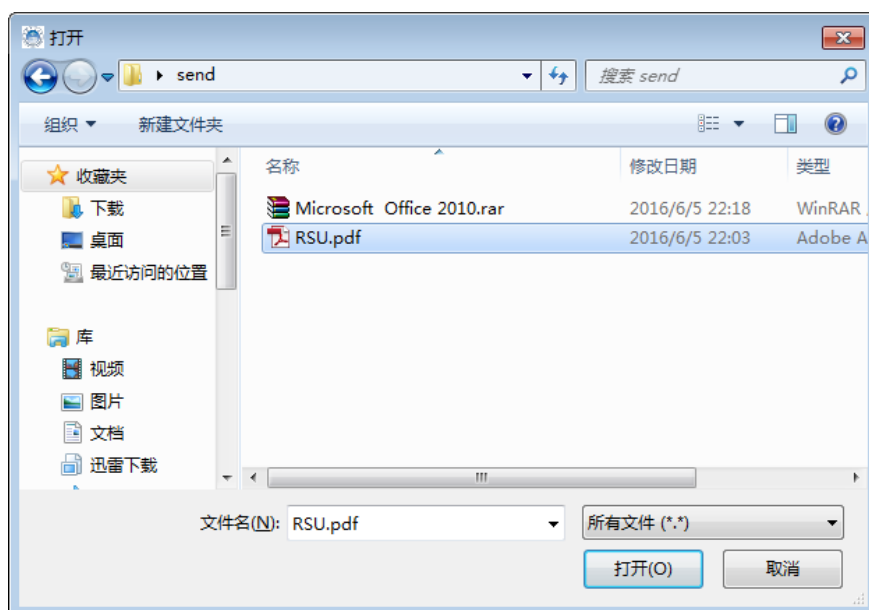 打开
send
搜索 send
组织 新建文件夹
名称 修改日期 类型
收藏夹
下载
桌面
最近访问的位置
库
视频
图片
文档
迅雷下载
Microsoft Office 2010.rar 2016/6/5 22:18 WinRAR
RSU.pdf 2016/6/5 22:03 Adobe A
文件名(N): RSU.pdf 所有文件 (*.*)
打开(O) 取消